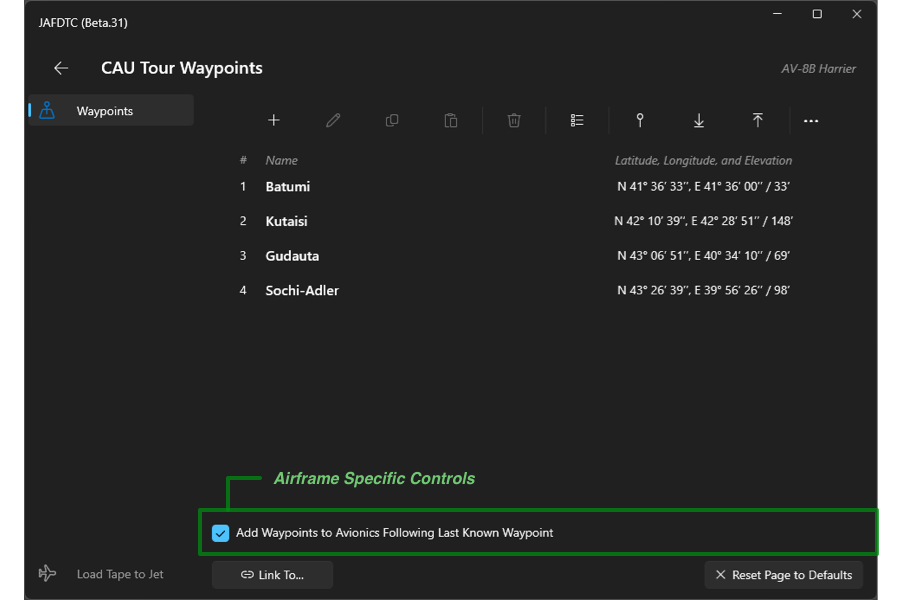 JAFDTC (Beta.31)
CAU Tour Waypoints
AV-8B Harrier
Waypoints
# Name Latitude, Longitude, and Elevation
1 Batumi N 41° 36’ 33’’, E 41° 36’ 00’’ / 33’
2 Kutaisi N 42° 10’ 39’’, E 42° 28’ 51’’ / 148’
3 Gudauta N 43° 06’ 51’’, E 40° 34’ 10’’ / 69’
4 Sochi-Adler N 43° 26’ 39’’, E 39° 56’ 26’’ / 98’
Airframe Specific Controls
Add Waypoints to Avionics Following Last Known Waypoint
Load Tape to Jet
Link To...
Reset Page to Defaults